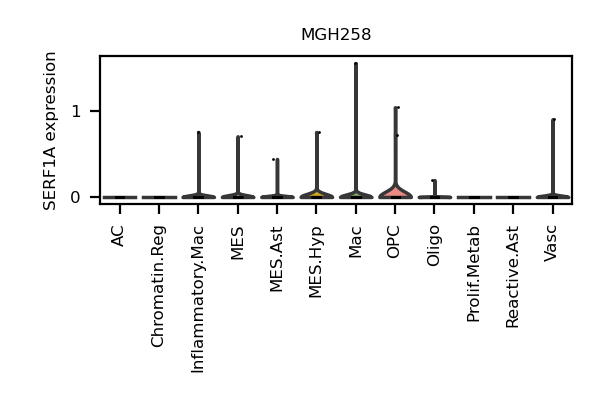 MGH258
SERF1A expression
1
0
AC
Chromatin.Reg
Inflammatory.Mac
MES
MES.Ast
MES.Hyp
Mac
OPC
Oligo
Prolif.Metab
Reactive.Ast
Vasc